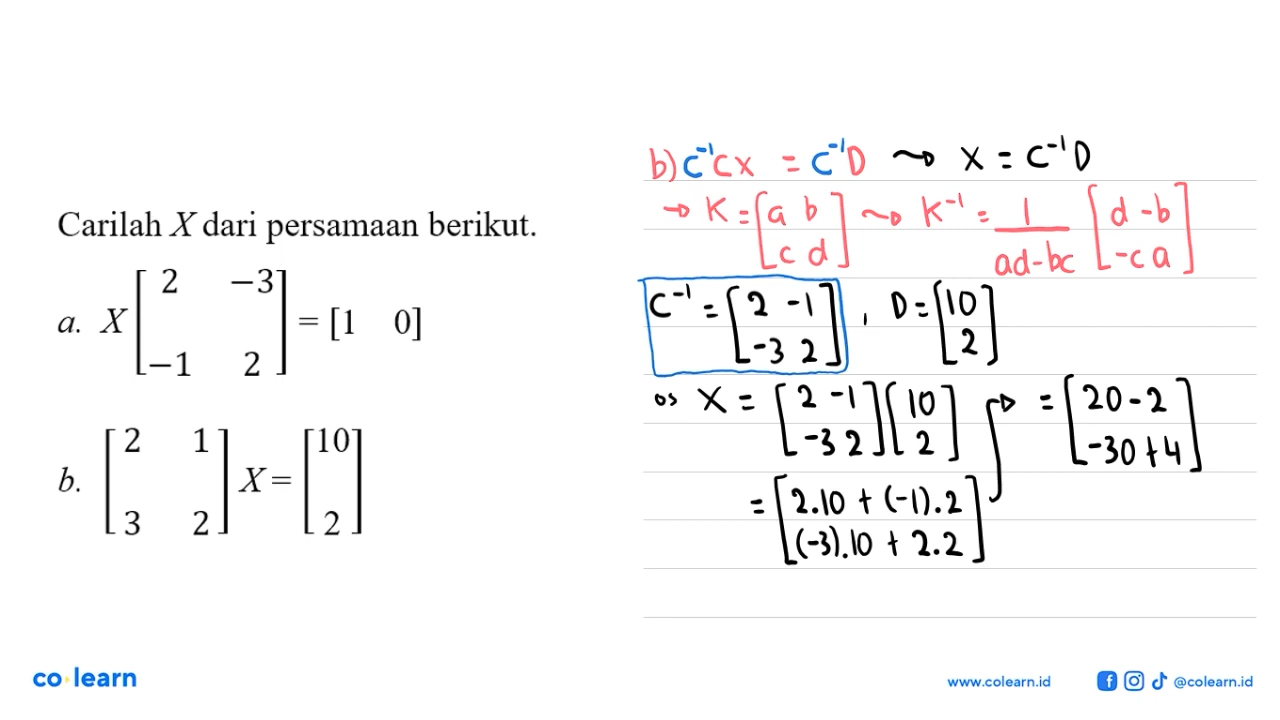 Carilah X dari persamaan berikut.
a. X [2 −3
−1 2] = [1 0]
b. [2 1
3 2] X = [10
2]
b) C⁻¹CX = C⁻¹D ⇝ X = C⁻¹D
→ K = [a b
c d] ⇝ K⁻¹ = 1/(ad-bc) [d -b
-c a]
C⁻¹ = [2 -1
-3 2] , D = [10
2]
∞ X = [2 -1
-3 2] [10
2]
= [2.10 + (-1).2
(-3).10 + 2.2]
= [20 - 2
-30 + 4]
co learn
www.colearn.id
@colearn.id